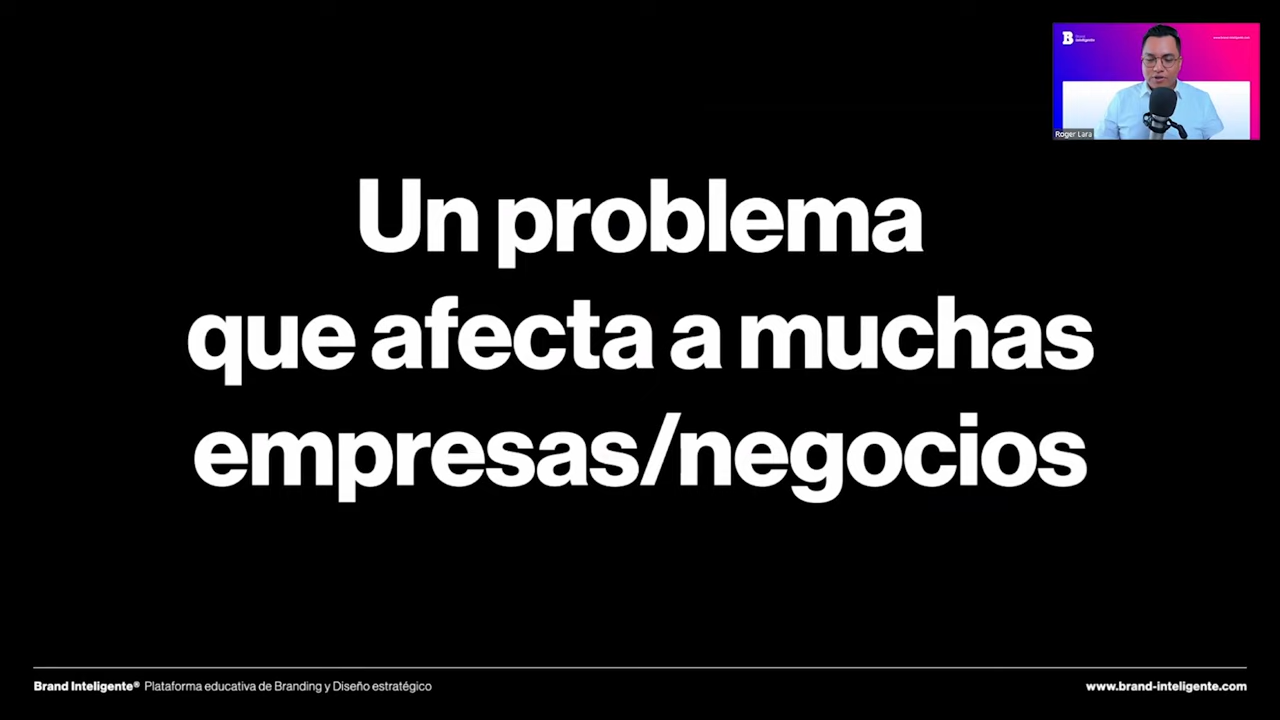 Un problema
que afecta a muchas
empresas/negocios
Roger Lara
Brand Inteligente® Plataforma educativa de Branding y Diseño estratégico
www.brand-inteligente.com